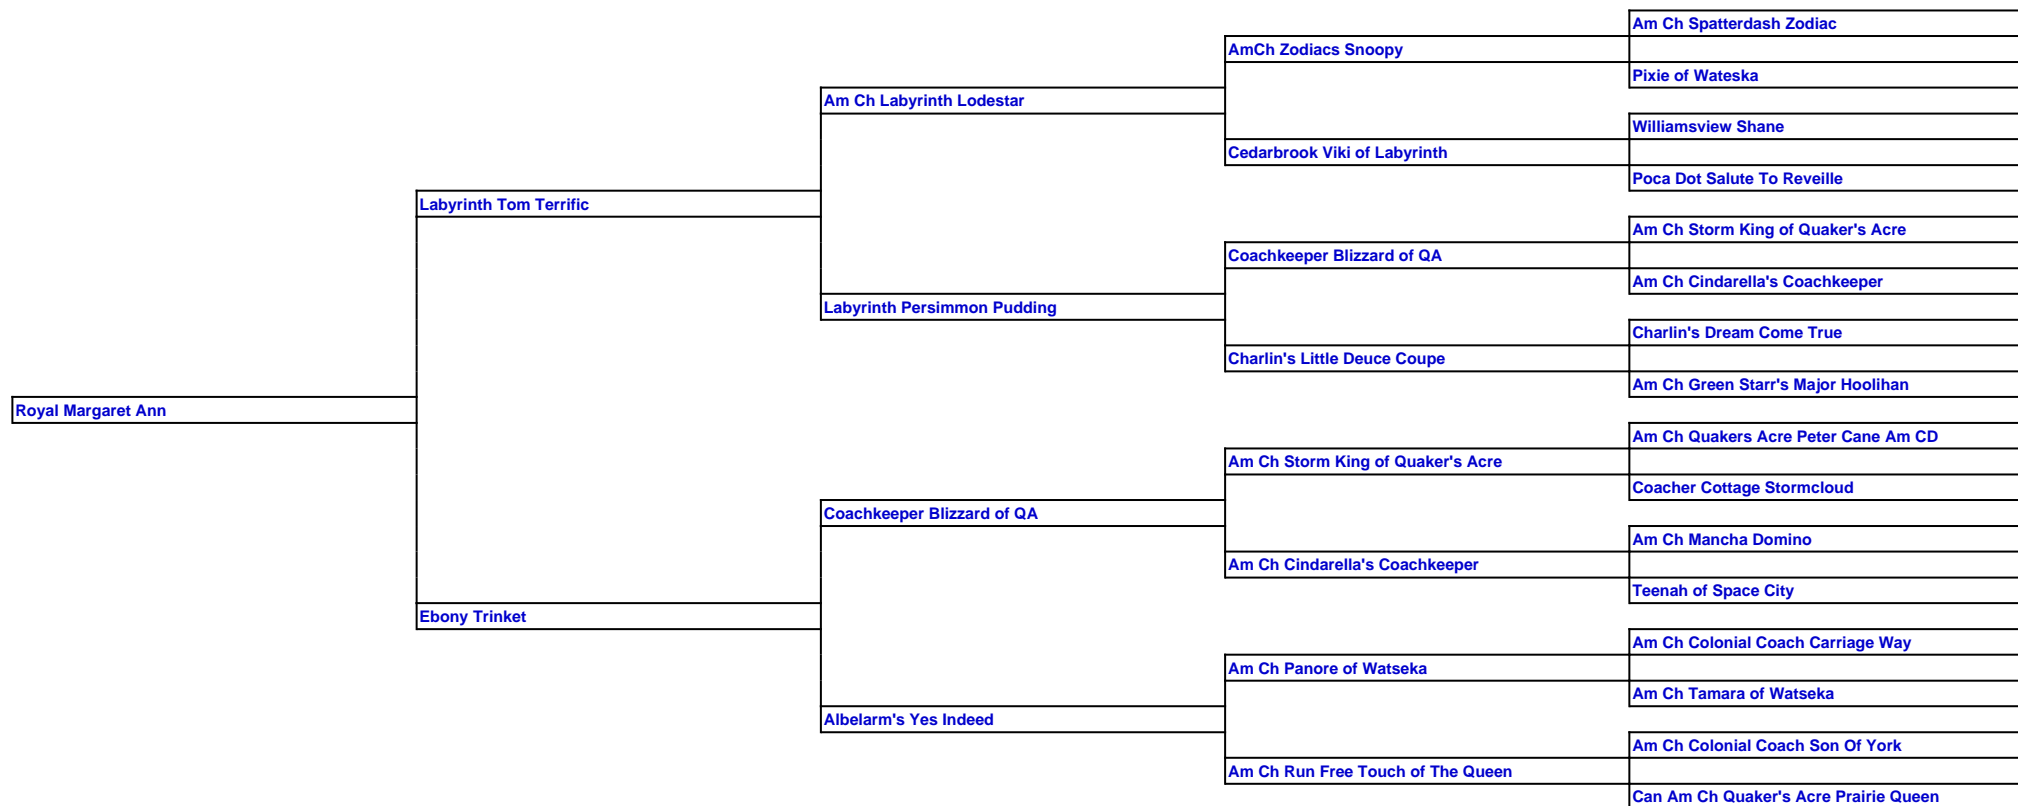 Am Ch Spatterdash Zodiac
AmCh Zodiacs Snoopy
Pixie of Wateska
Am Ch Labyrinth Lodestar
Williamsview Shane
Cedarbrook Viki of Labyrinth
Poca Dot Salute To Reveille
Labyrinth Tom Terrific
Am Ch Storm King of Quaker's Acre
Coachkeeper Blizzard of QA
Am Ch Cindarella's Coachkeeper
Labyrinth Persimmon Pudding
Charlin's Dream Come True
Charlin's Little Deuce Coupe
Am Ch Green Starr's Major Hoolihan
Royal Margaret Ann
Am Ch Quakers Acre Peter Cane Am CD
Am Ch Storm King of Quaker's Acre
Coacher Cottage Stormcloud
Coachkeeper Blizzard of QA
Am Ch Mancha Domino
Am Ch Cindarella's Coachkeeper
Teenah of Space City
Ebony Trinket
Am Ch Colonial Coach Carriage Way
Am Ch Panore of Watseka
Am Ch Tamara of Watseka
Albelarm's Yes Indeed
Am Ch Colonial Coach Son Of York
Am Ch Run Free Touch of The Queen
Can Am Ch Quaker's Acre Prairie Queen